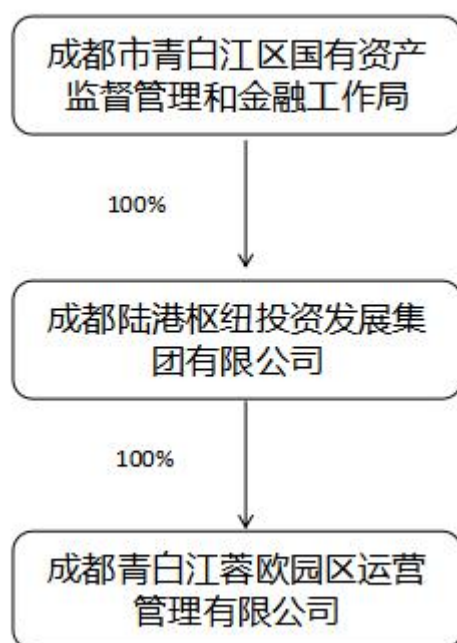 成都市青白江区国有资产
监督管理和金融工作局
100%
成都陆港枢纽投资发展集
团有限公司
100%
成都青白江蓉欧园区运营
管理有限公司